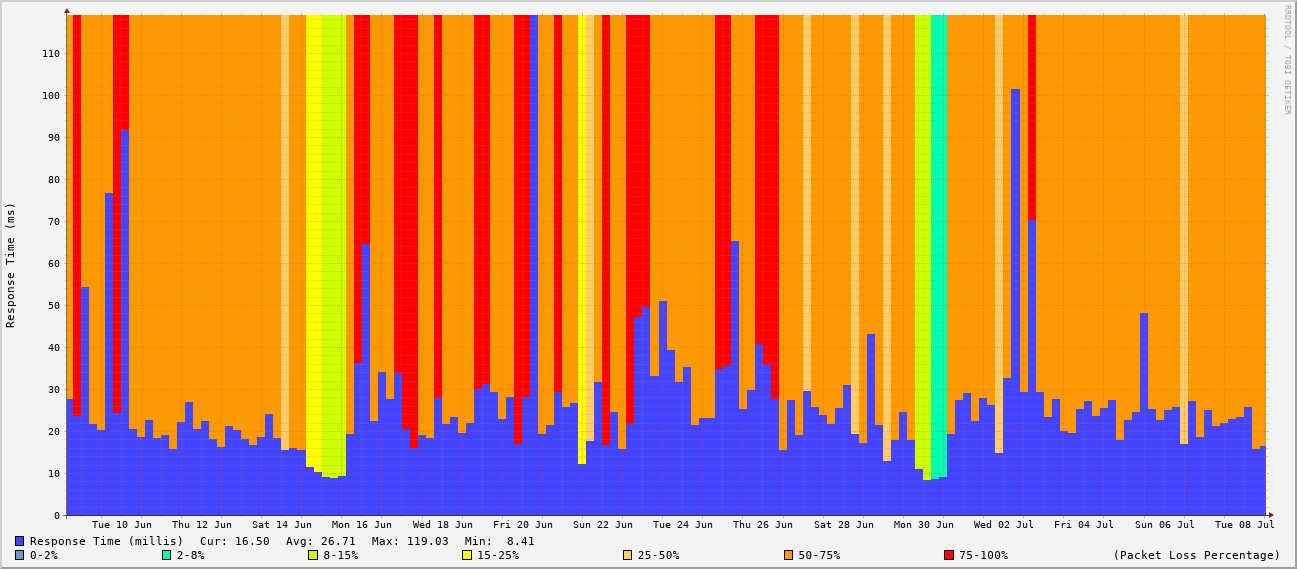 RRDTOOL / TOBI OETIKER
Response Time (ms)
110
100
90
80
70
60
50
40
30
20
10
0
Tue 10 Jun Thu 12 Jun Sat 14 Jun Mon 16 Jun Wed 18 Jun Fri 20 Jun Sun 22 Jun Tue 24 Jun Thu 26 Jun Sat 28 Jun Mon 30 Jun Wed 02 Jul Fri 04 Jul Sun 06 Jul Tue 08 Jul
Response Time (millis) Cur: 16.50 Avg: 26.71 Max: 119.03 Min: 8.41
0-2% 2-8% 8-15% 15-25% 25-50% 50-75% 75-100% (Packet Loss Percentage)